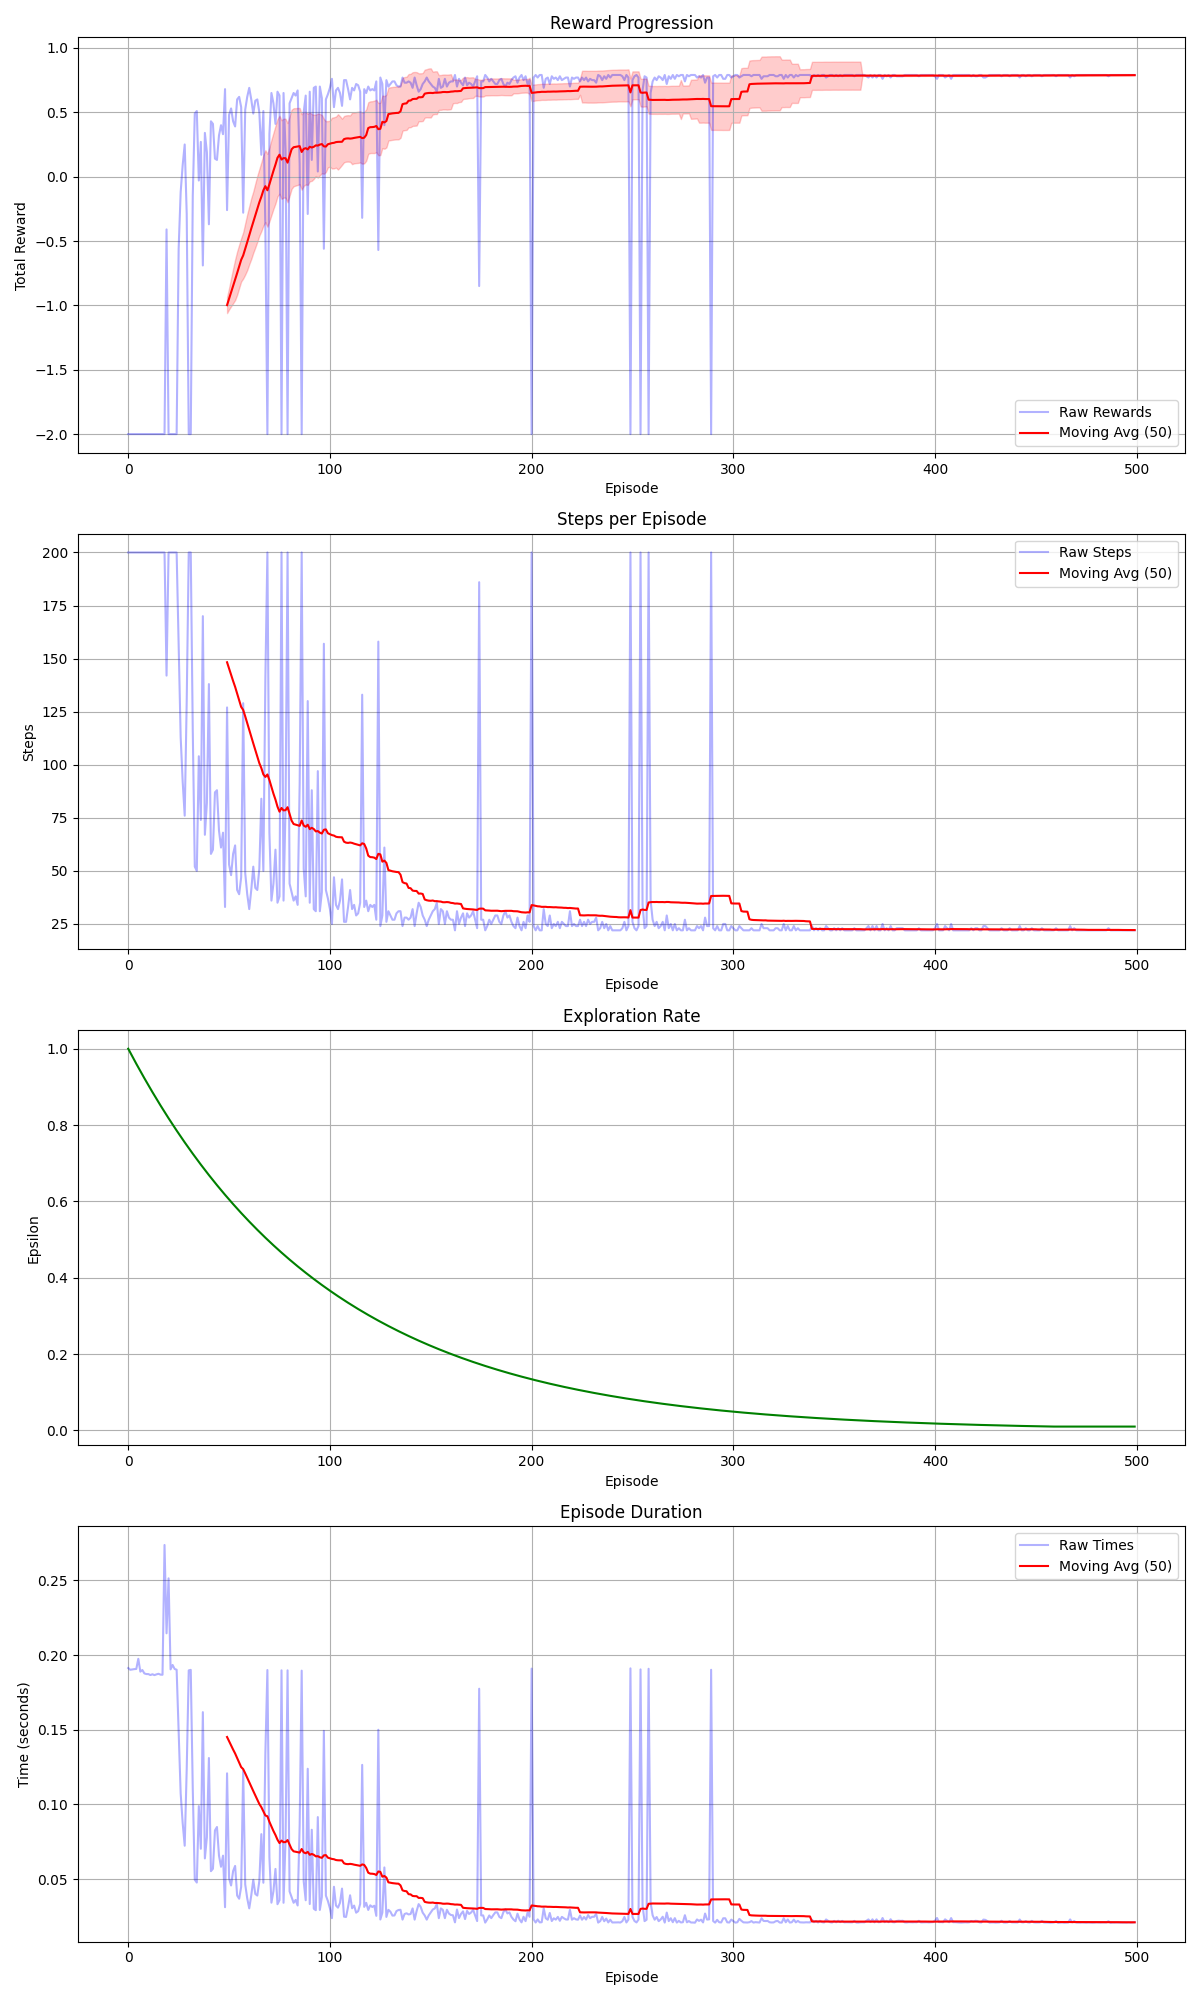 Reward Progression
1.0
0.5
0.0
−0.5
−1.0
−1.5
−2.0
Total Reward
Raw Rewards
Moving Avg (50)
0 100 200 300 400 500
Episode
Steps per Episode
200
175
150
125
100
75
50
25
Steps
Raw Steps
Moving Avg (50)
0 100 200 300 400 500
Episode
Exploration Rate
1.0
0.8
0.6
0.4
0.2
0.0
Epsilon
0 100 200 300 400 500
Episode
Episode Duration
0.25
0.20
0.15
0.10
0.05
Time (seconds)
Raw Times
Moving Avg (50)
0 100 200 300 400 500
Episode